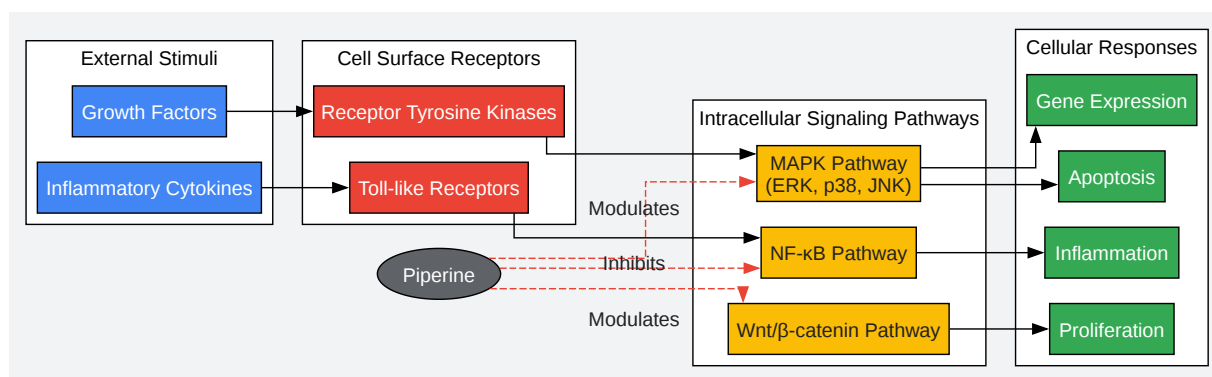 External Stimuli
Growth Factors
Inflammatory Cytokines
Cell Surface Receptors
Receptor Tyrosine Kinases
Toll-like Receptors
Piperine
Modulates
Inhibits
Modulates
Intracellular Signaling Pathways
MAPK Pathway
(ERK, p38, JNK)
NF-κB Pathway
Wnt/β-catenin Pathway
Cellular Responses
Gene Expression
Apoptosis
Inflammation
Proliferation